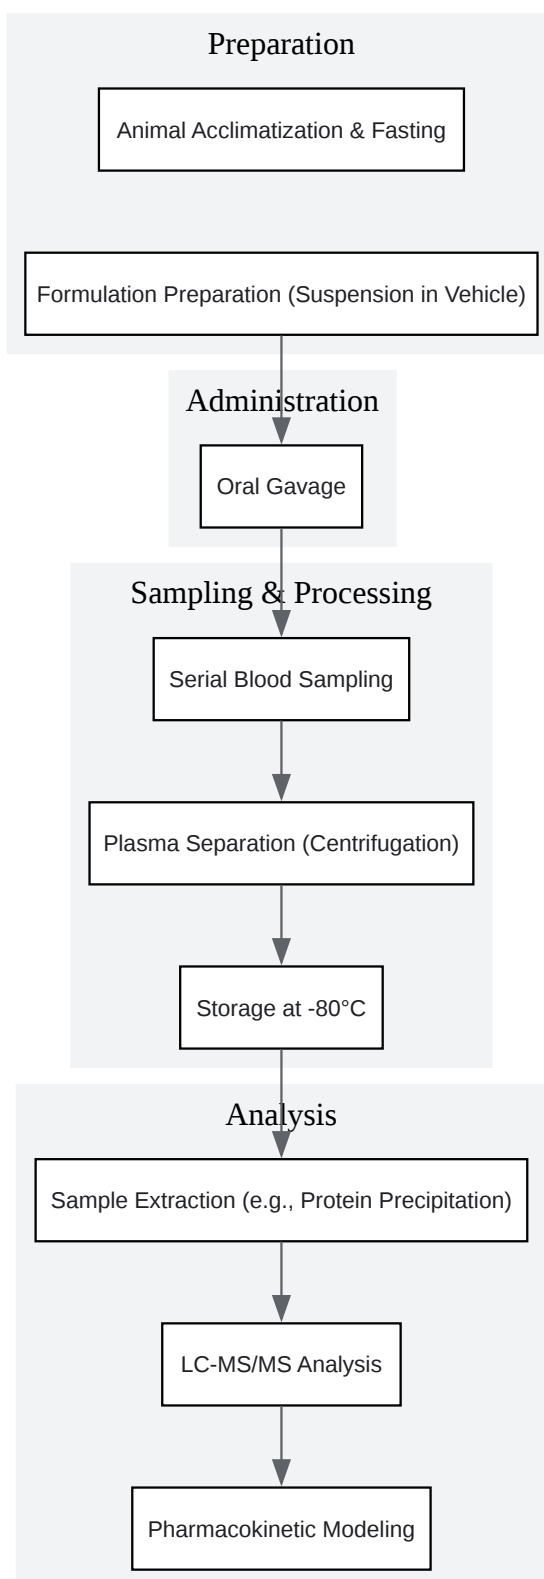 Preparation
Animal Acclimatization & Fasting
Formulation Preparation (Suspension in Vehicle)
Administration
Oral Gavage
Sampling & Processing
Serial Blood Sampling
Plasma Separation (Centrifugation)
Storage at -80°C
Analysis
Sample Extraction (e.g., Protein Precipitation)
LC-MS/MS Analysis
Pharmacokinetic Modeling